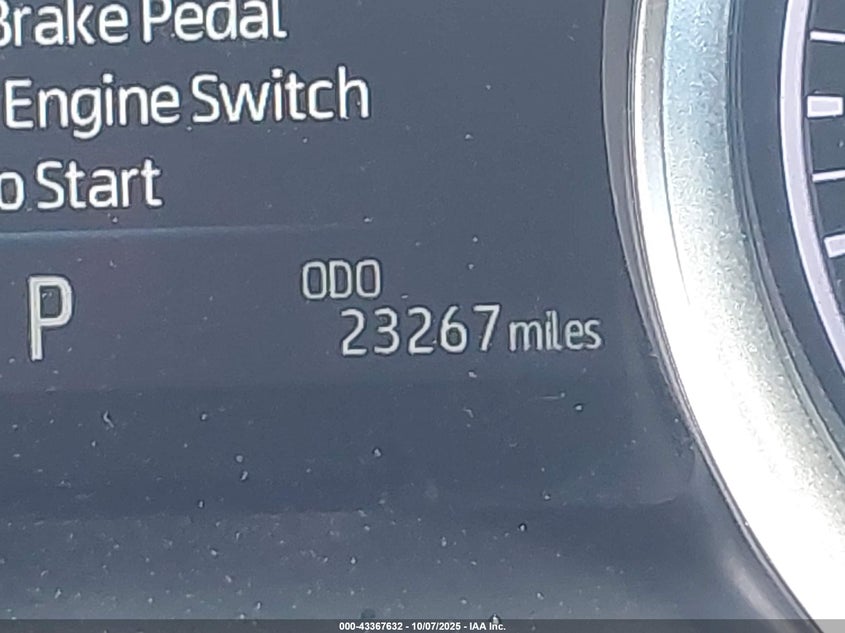 Brake Pedal
Engine Switch
o Start
P
ODO
23267 miles
000-43367632 - 10/07/2025 - IAA Inc.